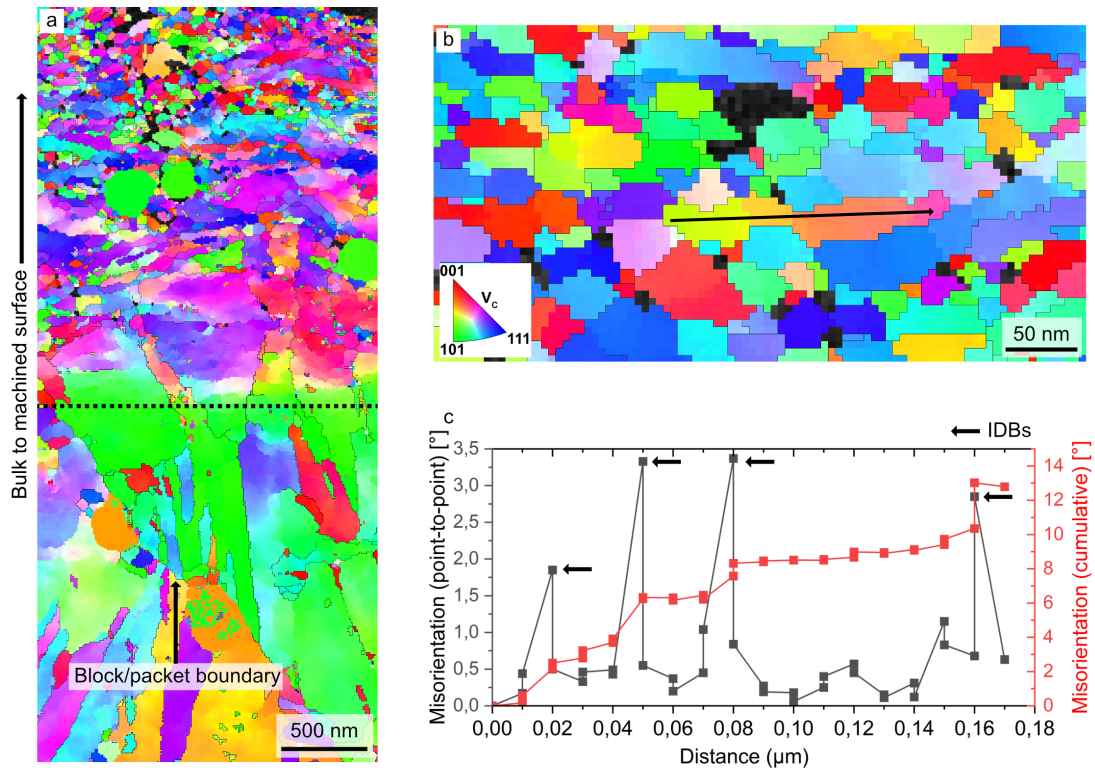 a
Bulk to machined surface
Block/packet boundary
500 nm
b
001
V_c
101
111
50 nm
c
IDBs
Misorientation (point-to-point) [°]
3,5
3,0
2,5
2,0
1,5
1,0
0,5
0,0
14
12
10
8
6
4
2
0
Misorientation (cumulative) [°]
0,00 0,02 0,04 0,06 0,08 0,10 0,12 0,14 0,16 0,18
Distance (µm)